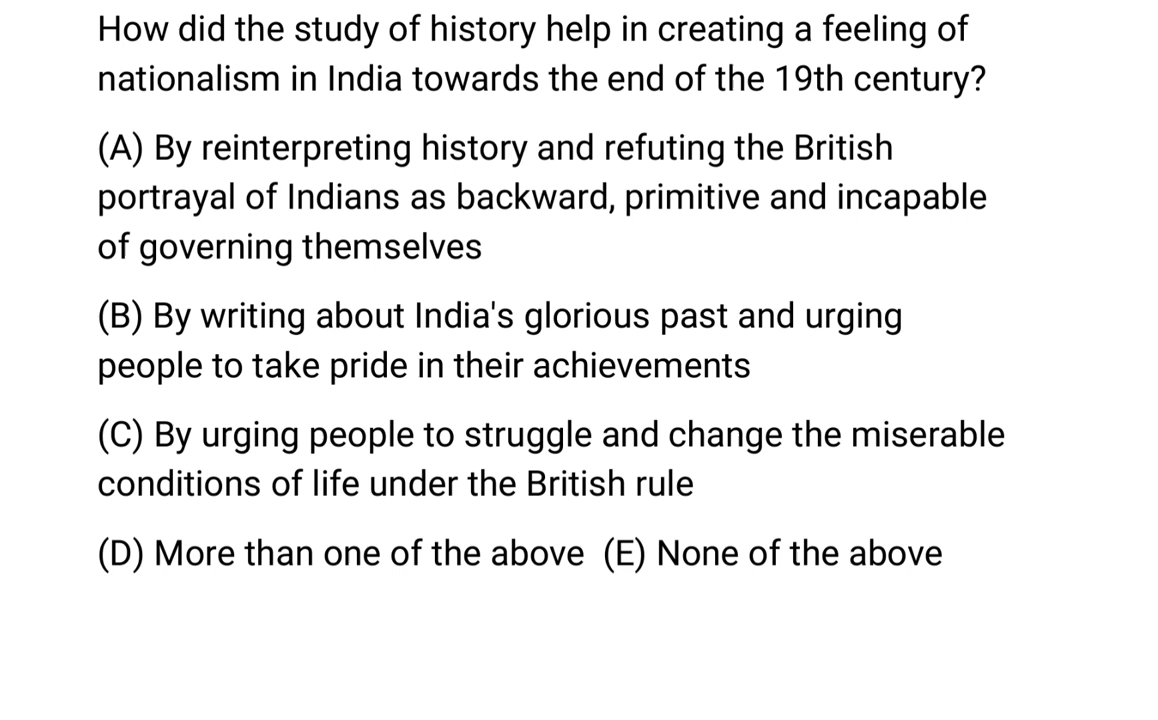 How did the study of history help in creating a feeling of
nationalism in India towards the end of the 19th century?
(A) By reinterpreting history and refuting the British
portrayal of Indians as backward, primitive and incapable
of governing themselves
(B) By writing about India's glorious past and urging
people to take pride in their achievements
(C) By urging people to struggle and change the miserable
conditions of life under the British rule
(D) More than one of the above (E) None of the above